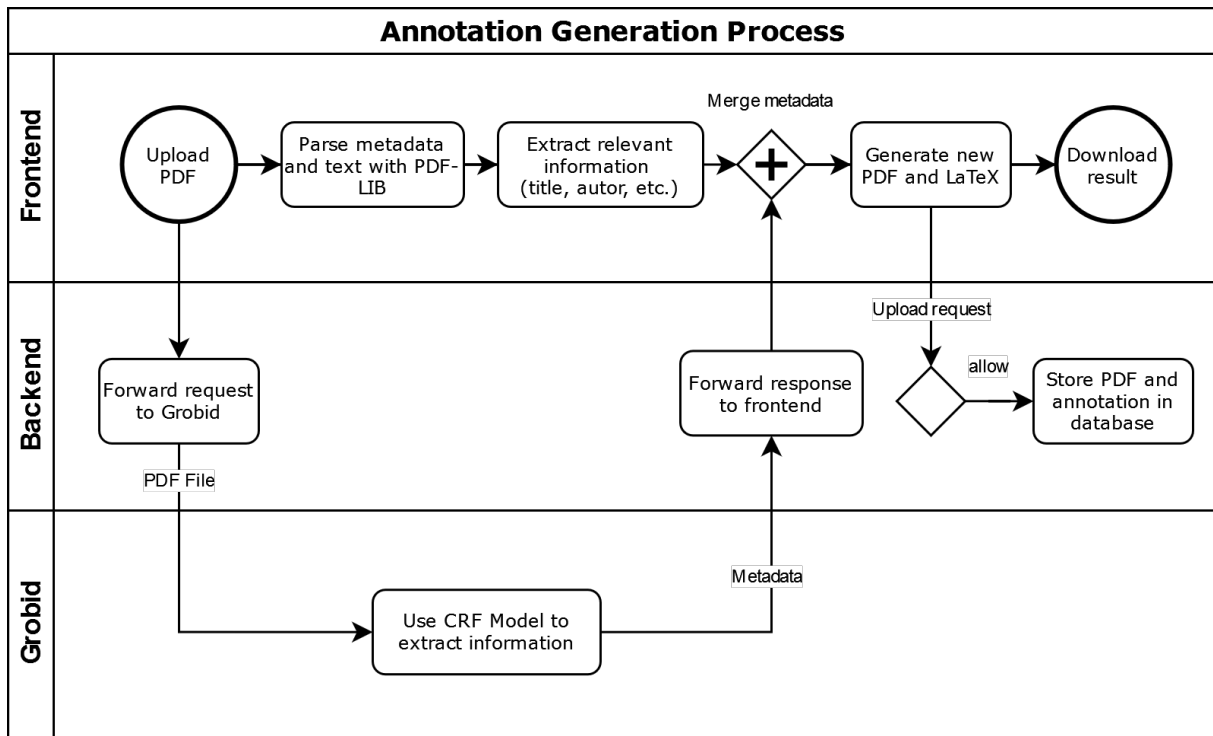 Annotation Generation Process
Frontend
Upload
PDF
Parse metadata
and text with PDF-
LIB
Extract relevant
information
(title, autor, etc.)
Merge metadata
Generate new
PDF and LaTeX
Download
result
Backend
Forward request
to Grobid
PDF File
Forward response
to frontend
Upload request
allow
Store PDF and
annotation in
database
Grobid
Use CRF Model to
extract information
Metadata